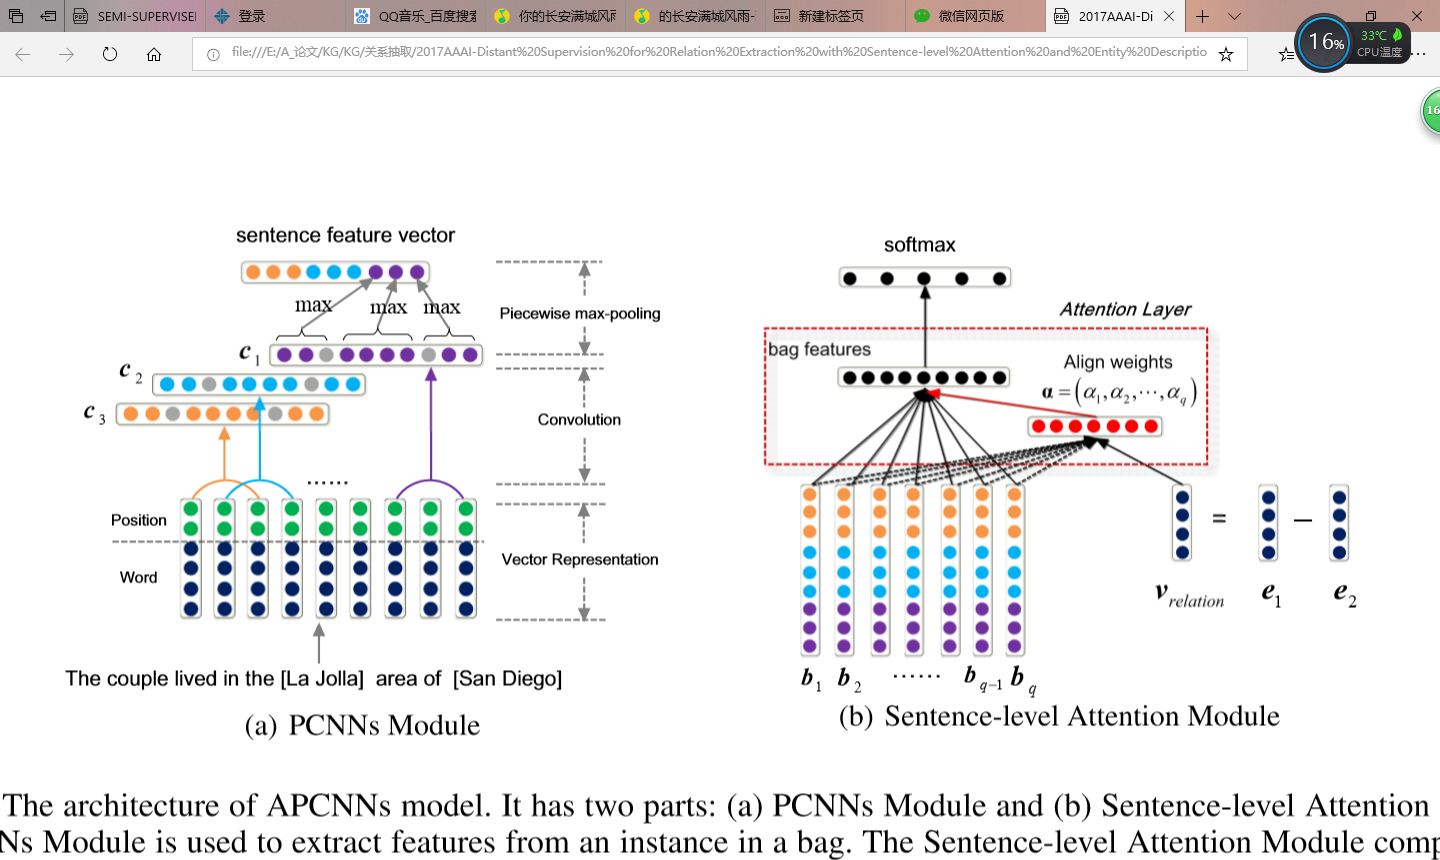 SEMI-SUPERVISEI
登录
QQ音乐_百度搜索
你的长安满城风雨
的长安满城风雨-
新建标签页
微信网页版
2017AAAI-Di
file:///E:/A_论文/KG/KG/关系抽取/2017AAAI-Distant%20Supervision%20for%20Relation%20Extraction%20with%20Sentence-level%20Attention%20and%20Entity%20Descriptio
16%
33℃
CPU温度
16
sentence feature vector
max max max
Piecewise max-pooling
c1
c2
c3
Convolution
......
Position
Word
Vector Representation
The couple lived in the [La Jolla] area of [San Diego]
(a) PCNNs Module
softmax
Attention Layer
bag features
Align weights
α = (α1, α2, ⋯, αq)
= −
vrelation e1 e2
b1 b2 ...... bq−1 bq
(b) Sentence-level Attention Module
The architecture of APCNNs model. It has two parts: (a) PCNNs Module and (b) Sentence-level Attention
Ns Module is used to extract features from an instance in a bag. The Sentence-level Attention Module comp